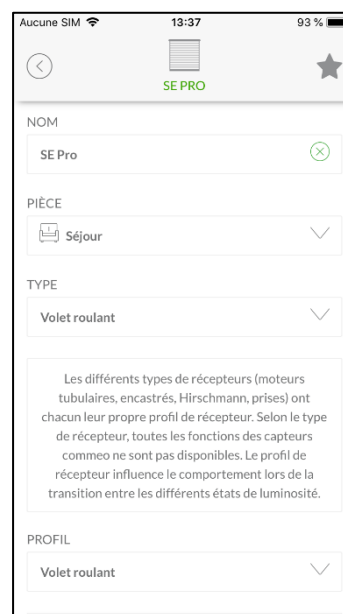 Aucune SIM 13:37 93 %
SE PRO
NOM
SE Pro
PIÈCE
Séjour
TYPE
Volet roulant
Les différents types de récepteurs (moteurs
tubulaires, encastrés, Hirschmann, prises) ont
chacun leur propre profil de récepteur. Selon le type
de récepteur, toutes les fonctions des capteurs
commeo ne sont pas disponibles. Le profil de
récepteur influence le comportement lors de la
transition entre les différents états de luminosité.
PROFIL
Volet roulant